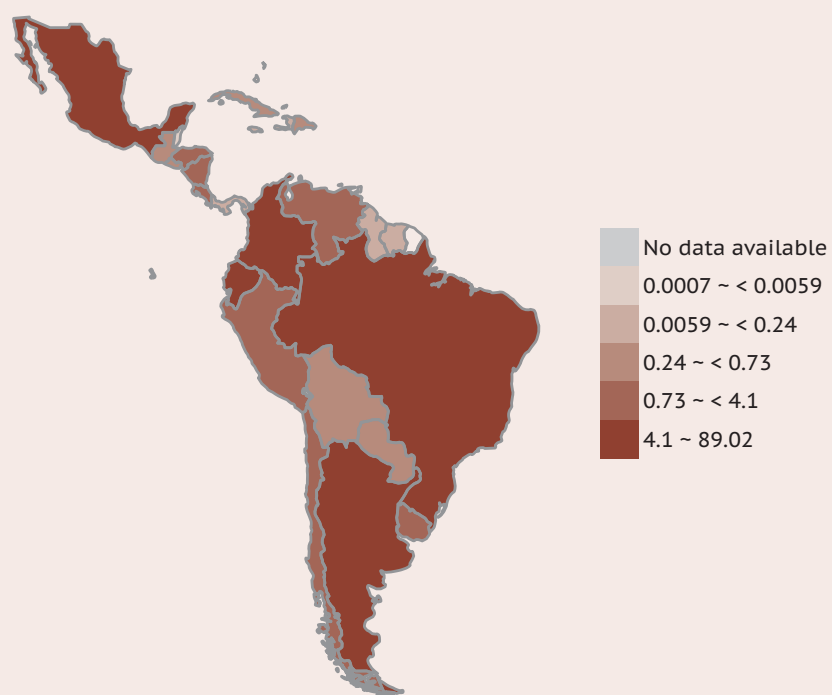 No data available
0.0007 ~ < 0.0059
0.0059 ~ < 0.24
0.24 ~ < 0.73
0.73 ~ < 4.1
4.1 ~ 89.02